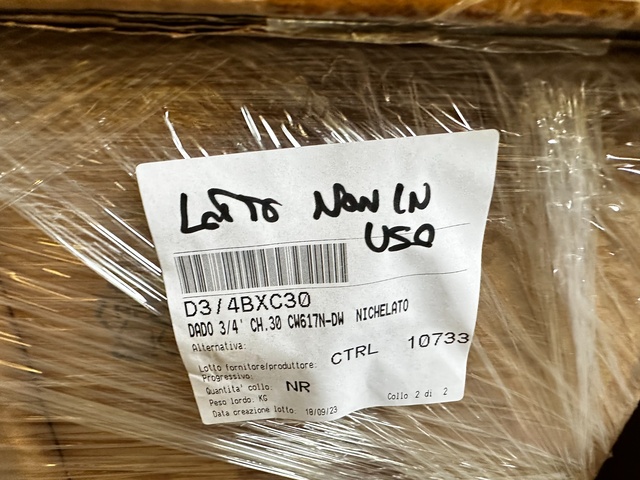 LOTTO NON IN
USO
D3/4BXC30
DADO 3/4' CH.30 CW617N-DW NICHELATO
Alternativa:
Lotto fornitore/produttore: CTRL 10733
Progressivo:
Quantita' collo: NR
Peso lordo: KG
Collo 2 di 2
Data creazione lotto: 18/09/23